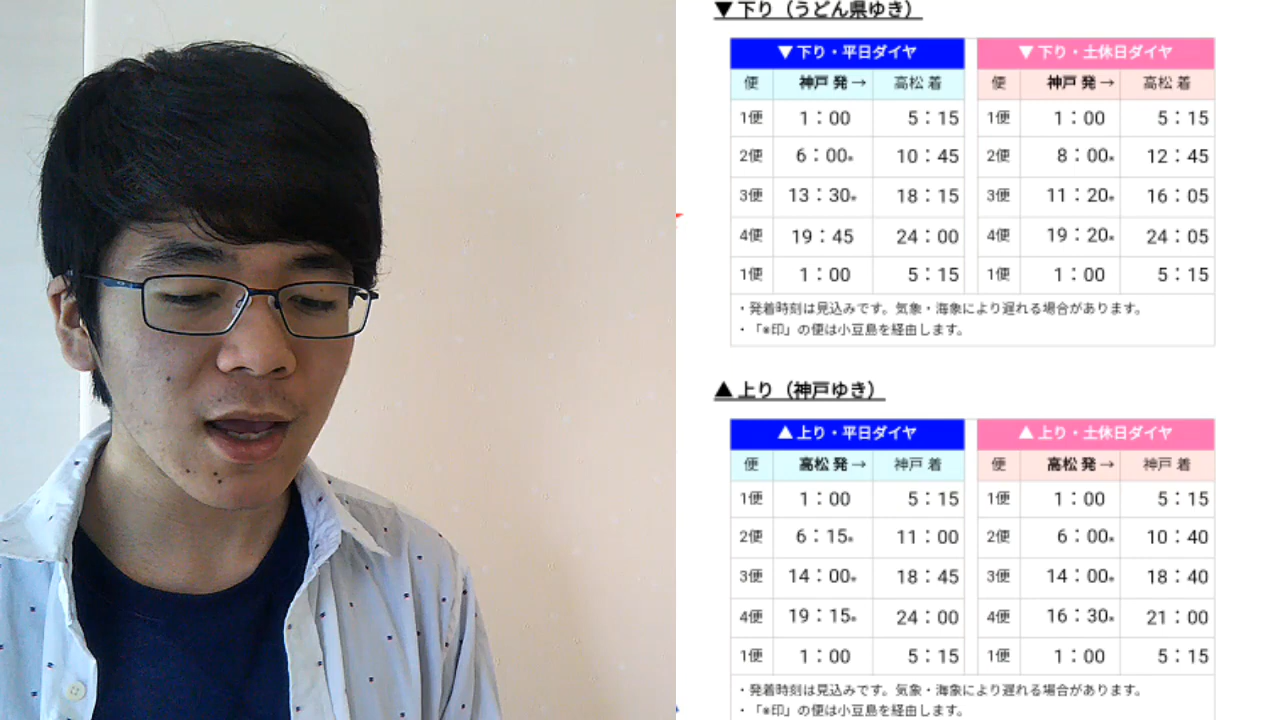 ▼下り（うどん県ゆき）
▼下り・平日ダイヤ ▼下り・土休日ダイヤ
便 神戸 発→ 高松 着 便 神戸 発→ 高松 着
1便 1：00 5：15 1便 1：00 5：15
2便 6：00※ 10：45 2便 8：00※ 12：45
3便 13：30※ 18：15 3便 11：20※ 16：05
4便 19：45 24：00 4便 19：20※ 24：05
1便 1：00 5：15 1便 1：00 5：15
・発着時刻は見込みです。気象・海象により遅れる場合があります。
・「※印」の便は小豆島を経由します。
▲上り（神戸ゆき）
▲上り・平日ダイヤ ▲上り・土休日ダイヤ
便 高松 発→ 神戸 着 便 高松 発→ 神戸 着
1便 1：00 5：15 1便 1：00 5：15
2便 6：15※ 11：00 2便 6：00※ 10：40
3便 14：00※ 18：45 3便 14：00※ 18：40
4便 19：15※ 24：00 4便 16：30※ 21：00
1便 1：00 5：15 1便 1：00 5：15
・発着時刻は見込みです。気象・海象により遅れる場合があります。
・「※印」の便は小豆島を経由します。